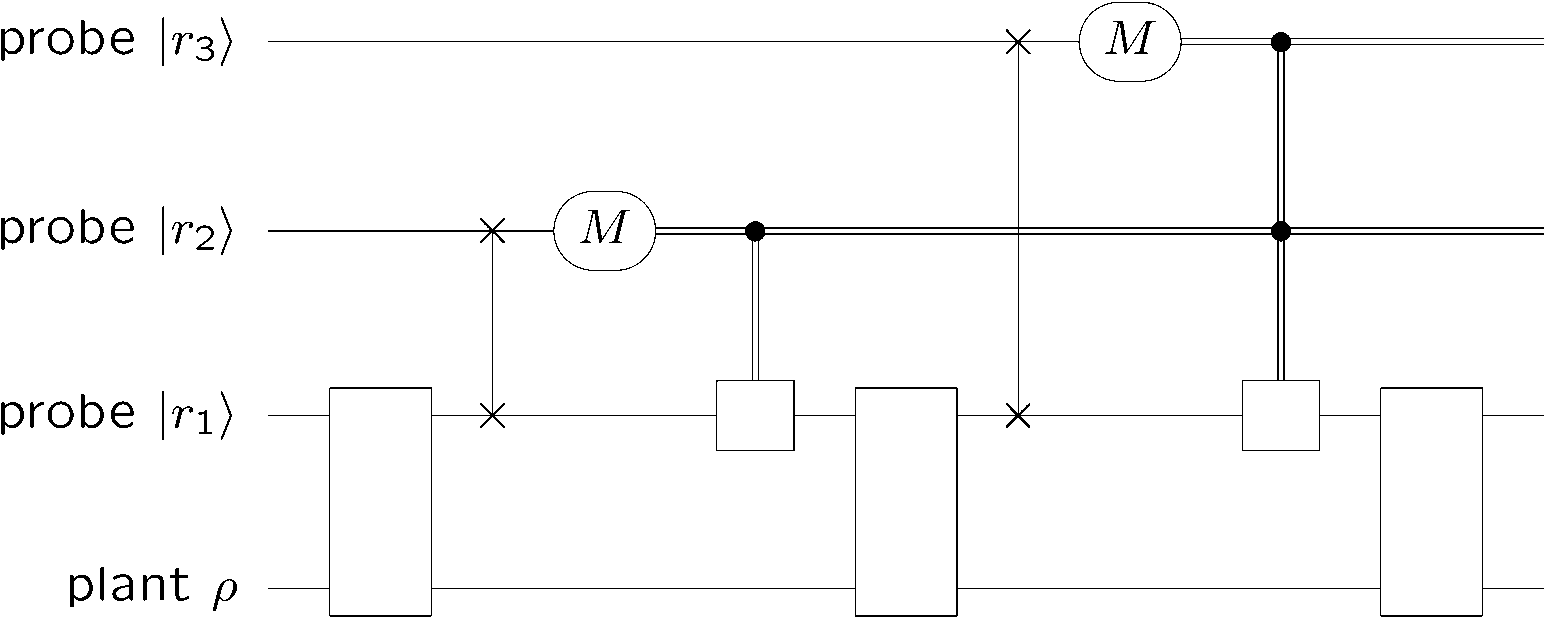 probe |r₃⟩ M
probe |r₂⟩ M
probe |r₁⟩
plant ρ